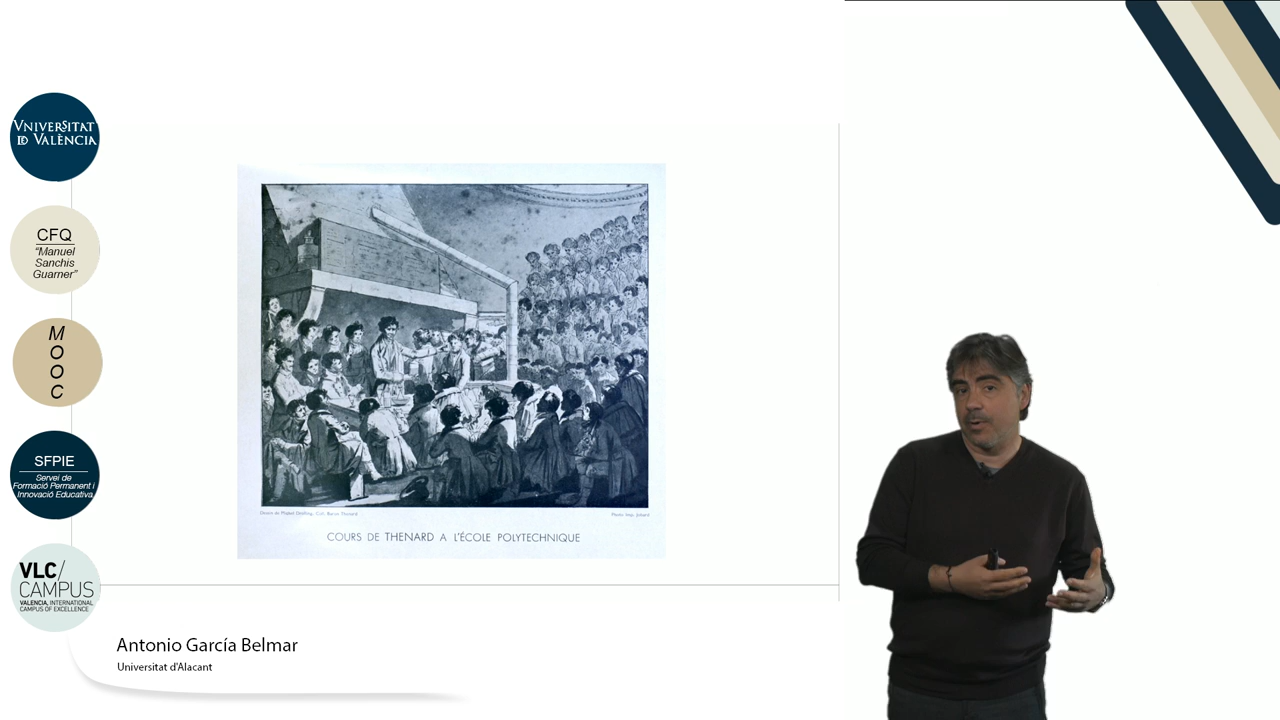 VNIVERSITAT
ID VALÈNCIA
CFQ
“Manuel
Sanchis
Guarner”
M
O
O
C
SFPIE
Servei de
Formació Permanent i
Innovació Educativa
VLC/
CAMPUS
VALENCIA, INTERNATIONAL
CAMPUS OF EXCELLENCE
COURS DE THENARD A L'ÉCOLE POLYTECHNIQUE
Antonio García Belmar
Universitat d'Alacant